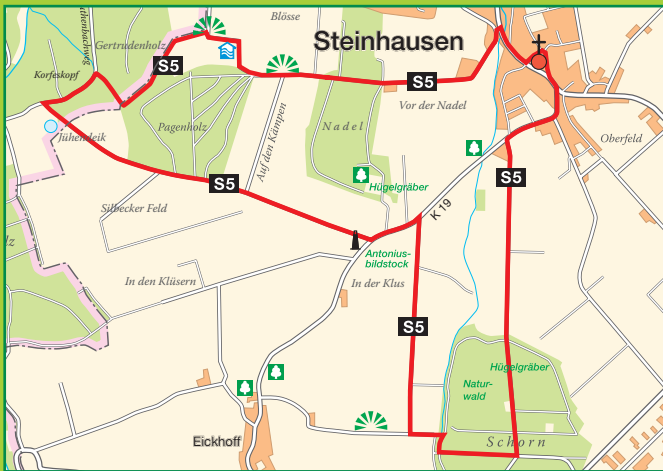 Blösse
Gertrudenholz
Steinhausen
S5
Korfeskopf
S5
Vor der Nadel
Pagenholz
Auf den Kämpen
Nadel
Oberfeld
Jühendeik
S5
S5
Hügelgräber
Silbecker Feld
K 19
Antonius-
bildstock
In den Klüsern
In der Klus
S5
Hügelgräber
Natur-
wald
Eickhoff
Schorn